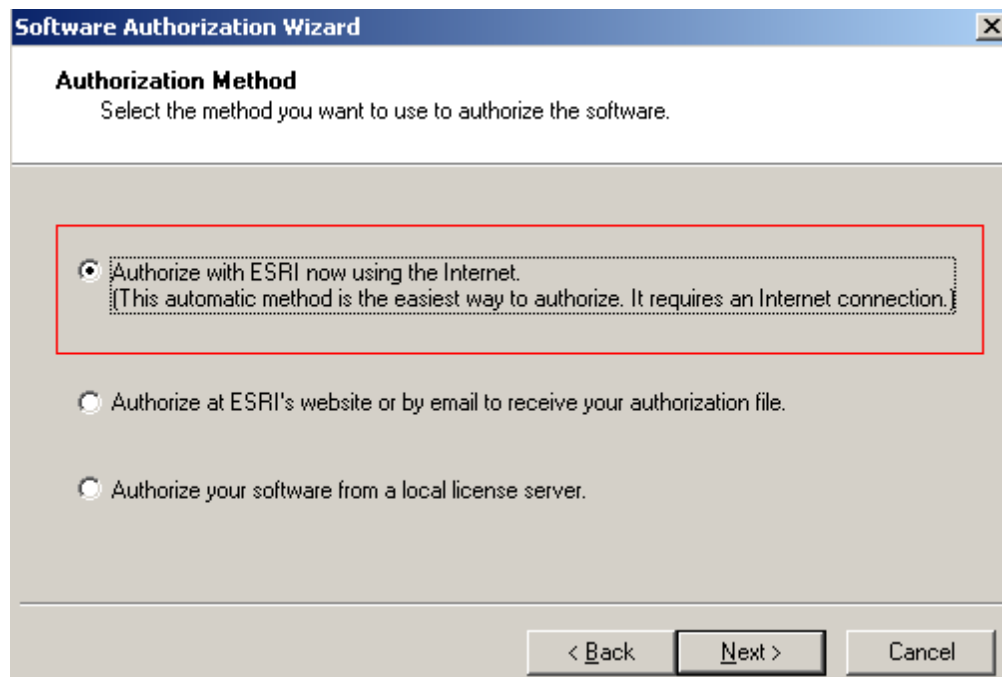 Software Authorization Wizard
Authorization Method
Select the method you want to use to authorize the software.
Authorize with ESRI now using the Internet.
(This automatic method is the easiest way to authorize. It requires an Internet connection.)
Authorize at ESRI's website or by email to receive your authorization file.
Authorize your software from a local license server.
< Back Next > Cancel